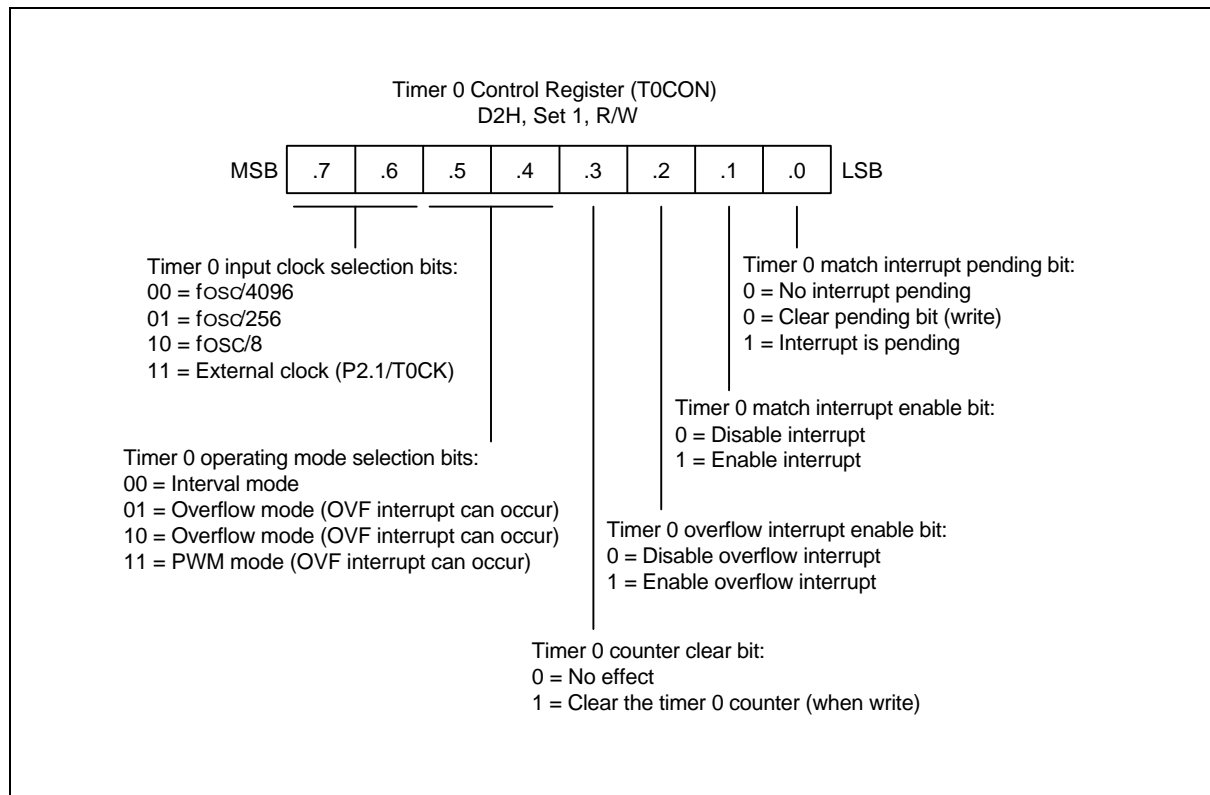 Timer 0 Control Register (T0CON)
D2H, Set 1, R/W
MSB .7 .6 .5 .4 .3 .2 .1 .0 LSB
Timer 0 input clock selection bits:
00 = fOSC/4096
01 = fOSC/256
10 = fOSC/8
11 = External clock (P2.1/T0CK)
Timer 0 match interrupt pending bit:
0 = No interrupt pending
0 = Clear pending bit (write)
1 = Interrupt is pending
Timer 0 match interrupt enable bit:
0 = Disable interrupt
1 = Enable interrupt
Timer 0 operating mode selection bits:
00 = Interval mode
01 = Overflow mode (OVF interrupt can occur)
10 = Overflow mode (OVF interrupt can occur)
11 = PWM mode (OVF interrupt can occur)
Timer 0 overflow interrupt enable bit:
0 = Disable overflow interrupt
1 = Enable overflow interrupt
Timer 0 counter clear bit:
0 = No effect
1 = Clear the timer 0 counter (when write)